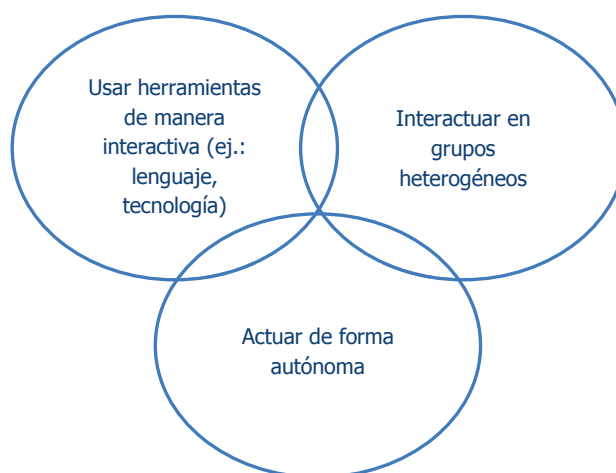 Usar herramientas
de manera
interactiva (ej.:
lenguaje,
tecnología)
Interactuar en
grupos
heterogéneos
Actuar de forma
autónoma